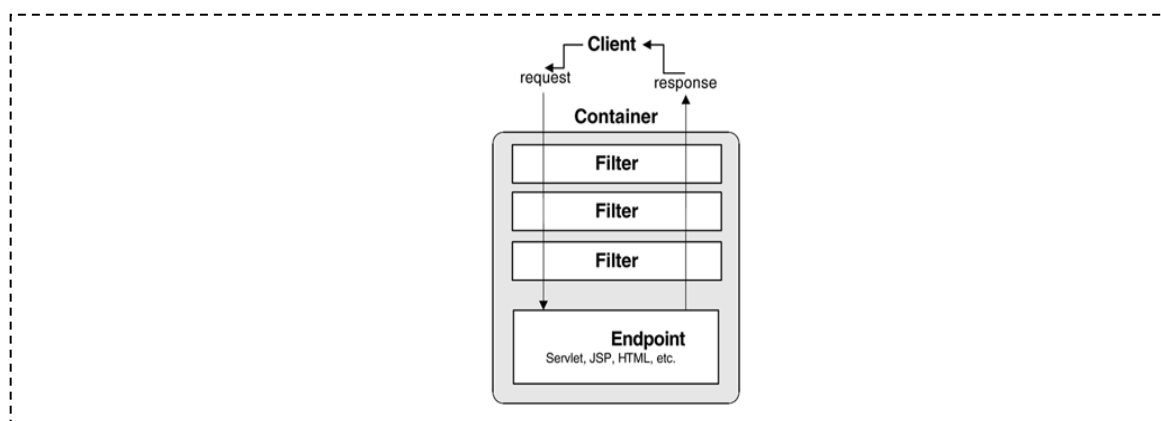 Client
request
response
Container
Filter
Filter
Filter
Endpoint
Servlet, JSP, HTML, etc.